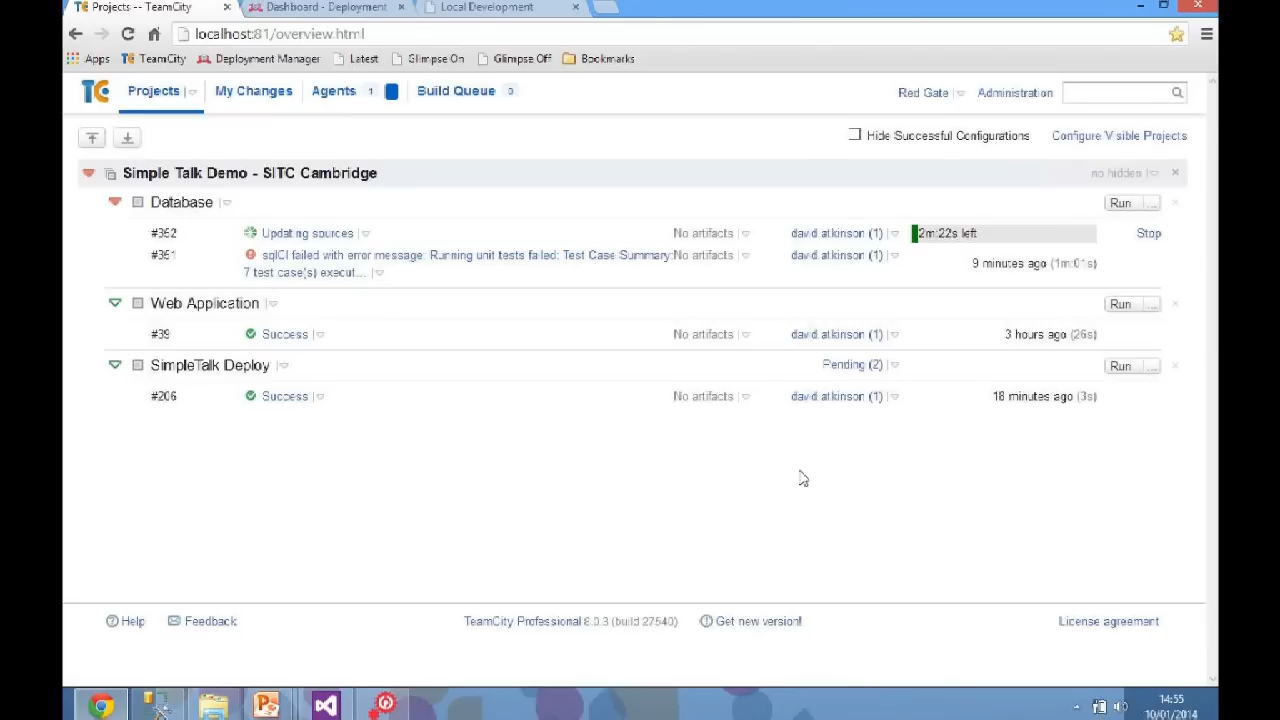 Projects -- TeamCity × Dashboard - Deployment × Local Development ×
localhost:81/overview.html
Apps TeamCity Deployment Manager Latest Glimpse On Glimpse Off Bookmarks
TC Projects My Changes Agents 1 Build Queue 0 Red Gate Administration
Hide Successful Configurations Configure Visible Projects
Simple Talk Demo - SITC Cambridge no hidden
Database Run ...
#352 Updating sources No artifacts david atkinson (1) 2m:22s left Stop
#351 sqlCI failed with error message: Running unit tests failed: Test Case Summary: No artifacts david atkinson (1) 9 minutes ago (1m:01s)
7 test case(s) execut...
Web Application Run ...
#39 Success No artifacts david atkinson (1) 3 hours ago (26s)
SimpleTalk Deploy Pending (2) Run ...
#206 Success No artifacts david atkinson (1) 18 minutes ago (3s)
Help Feedback TeamCity Professional 8.0.3 (build 27540) Get new version! License agreement
14:55
10/01/2014